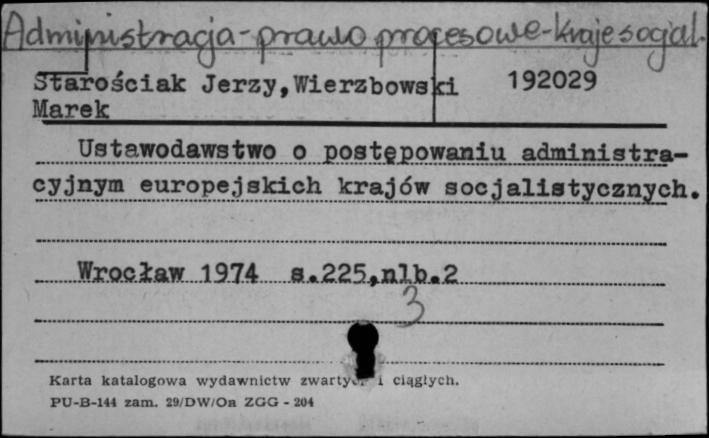 Administracja-prawo procesowe-kraje socjal.
Starościak Jerzy,Wierzbowski 192029
Marek
Ustawodawstwo o postępowaniu administra-
cyjnym europejskich krajów socjalistycznych.
Wrocław 1974 s.225,nlb.2
3
Karta katalogowa wydawnictw zwartych i ciągłych.
PU-B-144 zam. 29/DW/Oa ZGG - 204